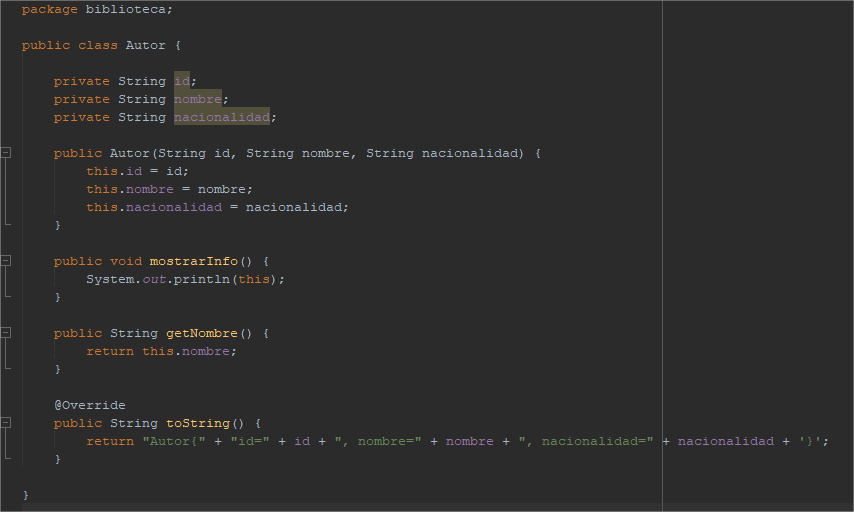 package biblioteca;
public class Autor {
private String id;
private String nombre;
private String nacionalidad;
public Autor(String id, String nombre, String nacionalidad) {
this.id = id;
this.nombre = nombre;
this.nacionalidad = nacionalidad;
}
public void mostrarInfo() {
System.out.println(this);
}
public String getNombre() {
return this.nombre;
}
@Override
public String toString() {
return "Autor{" + "id=" + id + ", nombre=" + nombre + ", nacionalidad=" + nacionalidad + '}';
}
}